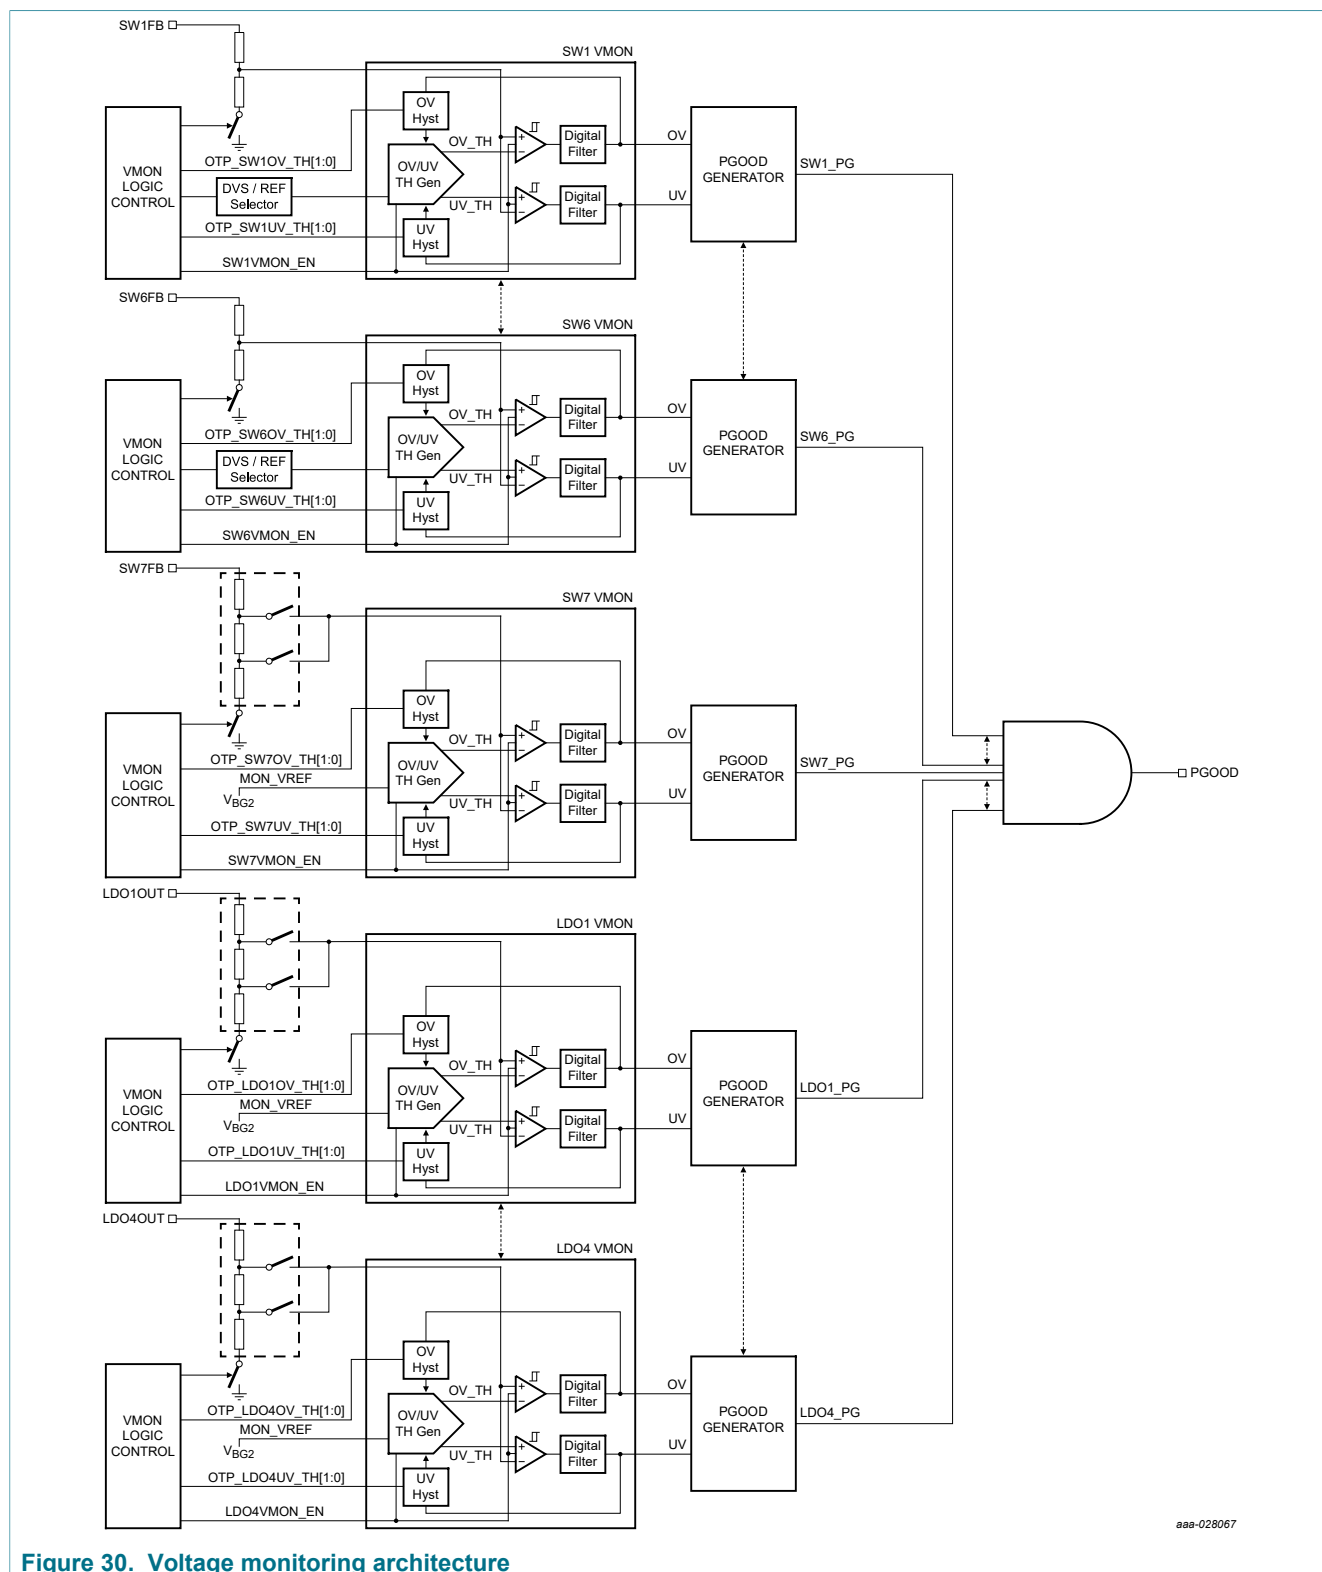 SW1FB
SW1 VMON
VMON
LOGIC
CONTROL
OTP_SW1OV_TH[1:0]
DVS / REF
Selector
OTP_SW1UV_TH[1:0]
SW1VMON_EN
OV
Hyst
OV/UV
TH Gen
UV
Hyst
OV_TH
UV_TH
+
−
+
−
Digital
Filter
Digital
Filter
OV
UV
PGOOD
GENERATOR
SW1_PG
SW6FB
SW6 VMON
VMON
LOGIC
CONTROL
OTP_SW6OV_TH[1:0]
DVS / REF
Selector
OTP_SW6UV_TH[1:0]
SW6VMON_EN
OV
Hyst
OV/UV
TH Gen
UV
Hyst
OV_TH
UV_TH
+
−
+
−
Digital
Filter
Digital
Filter
OV
UV
PGOOD
GENERATOR
SW6_PG
SW7FB
SW7 VMON
VMON
LOGIC
CONTROL
OTP_SW7OV_TH[1:0]
MON_VREF
VBG2
OTP_SW7UV_TH[1:0]
SW7VMON_EN
OV
Hyst
OV/UV
TH Gen
UV
Hyst
OV_TH
UV_TH
+
−
+
−
Digital
Filter
Digital
Filter
OV
UV
PGOOD
GENERATOR
SW7_PG
PGOOD
LDO1OUT
LDO1 VMON
VMON
LOGIC
CONTROL
OTP_LDO1OV_TH[1:0]
MON_VREF
VBG2
OTP_LDO1UV_TH[1:0]
LDO1VMON_EN
OV
Hyst
OV/UV
TH Gen
UV
Hyst
OV_TH
UV_TH
+
−
+
−
Digital
Filter
Digital
Filter
OV
UV
PGOOD
GENERATOR
LDO1_PG
LDO4OUT
LDO4 VMON
VMON
LOGIC
CONTROL
OTP_LDO4OV_TH[1:0]
MON_VREF
VBG2
OTP_LDO4UV_TH[1:0]
LDO4VMON_EN
OV
Hyst
OV/UV
TH Gen
UV
Hyst
OV_TH
UV_TH
+
−
+
−
Digital
Filter
Digital
Filter
OV
UV
PGOOD
GENERATOR
LDO4_PG
aaa-028067
Figure 30. Voltage monitoring architecture